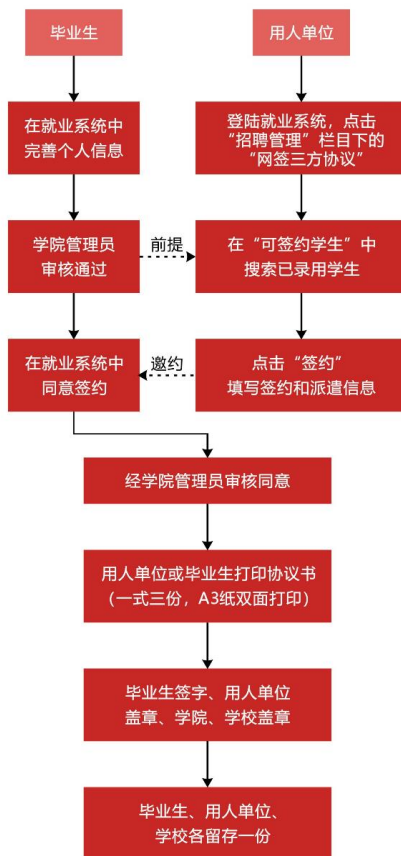 毕业生
用人单位
在就业系统中
完善个人信息
登陆就业系统，点击
“招聘管理”栏目下的
“网签三方协议”
学院管理员
审核通过
前提
在“可签约学生”中
搜索已录用学生
在就业系统中
同意签约
邀约
点击“签约”
填写签约和派遣信息
经学院管理员审核同意
用人单位或毕业生打印协议书
（一式三份，A3纸双面打印）
毕业生签字、用人单位
盖章、学院、学校盖章
毕业生、用人单位、
学校各留存一份